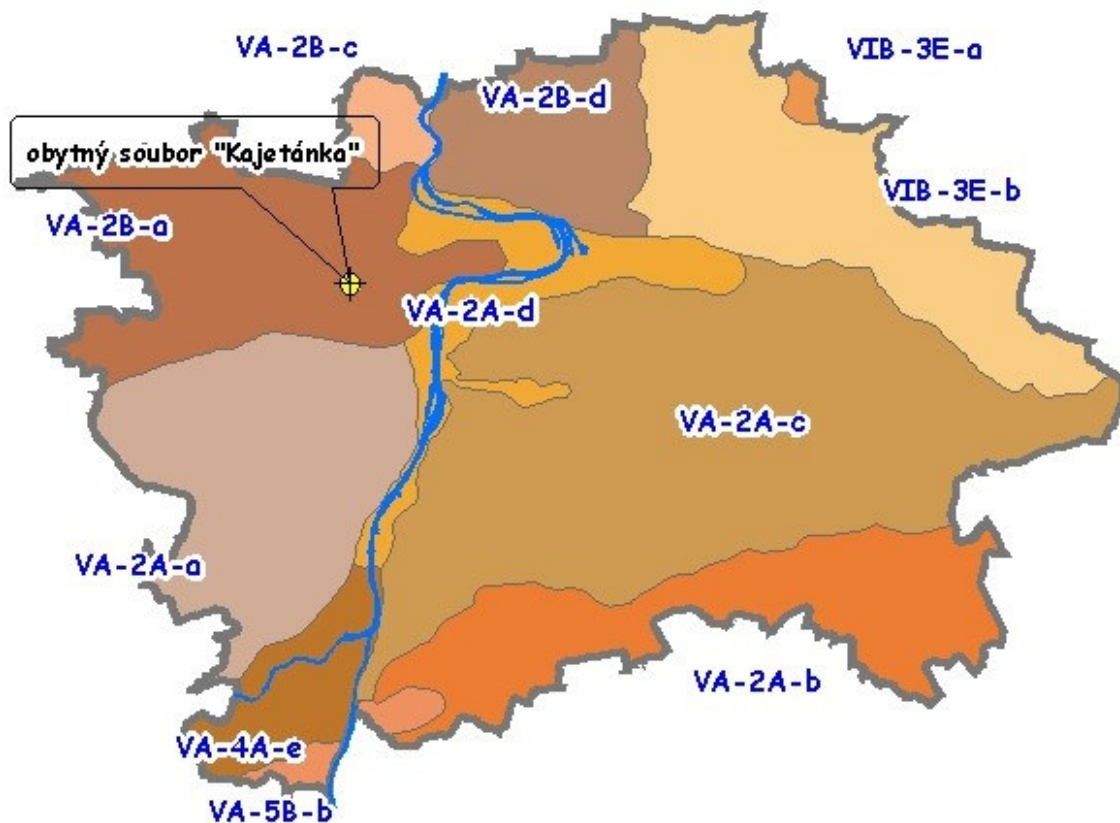 VA-2B-c
VIB-3E-a
VA-2B-d
obytný soubor "Kajetánka"
VIB-3E-b
VA-2B-a
VA-2A-d
VA-2A-c
VA-2A-a
VA-2A-b
VA-4A-e
VA-5B-b